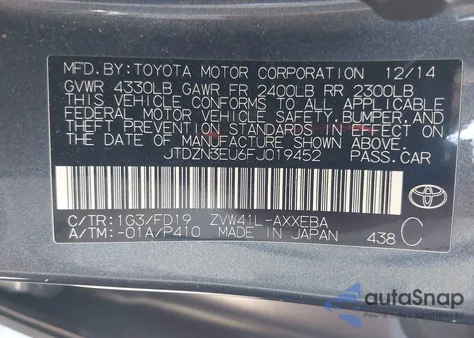 MFD. BY: TOYOTA MOTOR CORPORATION 12/14
GVWR 4330LB GAWR FR 2400LB RR 2300LB
THIS VEHICLE CONFORMS TO ALL APPLICABLE
FEDERAL MOTOR VEHICLE SAFETY, BUMPER, AND
THEFT PREVENTION STANDARDS IN EFFECT ON
THE DATE OF MANUFACTURE SHOWN ABOVE.
JTDZN3EU6FJ019452 PASS. CAR
C/TR: 1G3/FD19 ZVW41L-AXXEBA
A/TM: -01A/P410 MADE IN JAPAN 438 C
TOYOTA
autoSnap